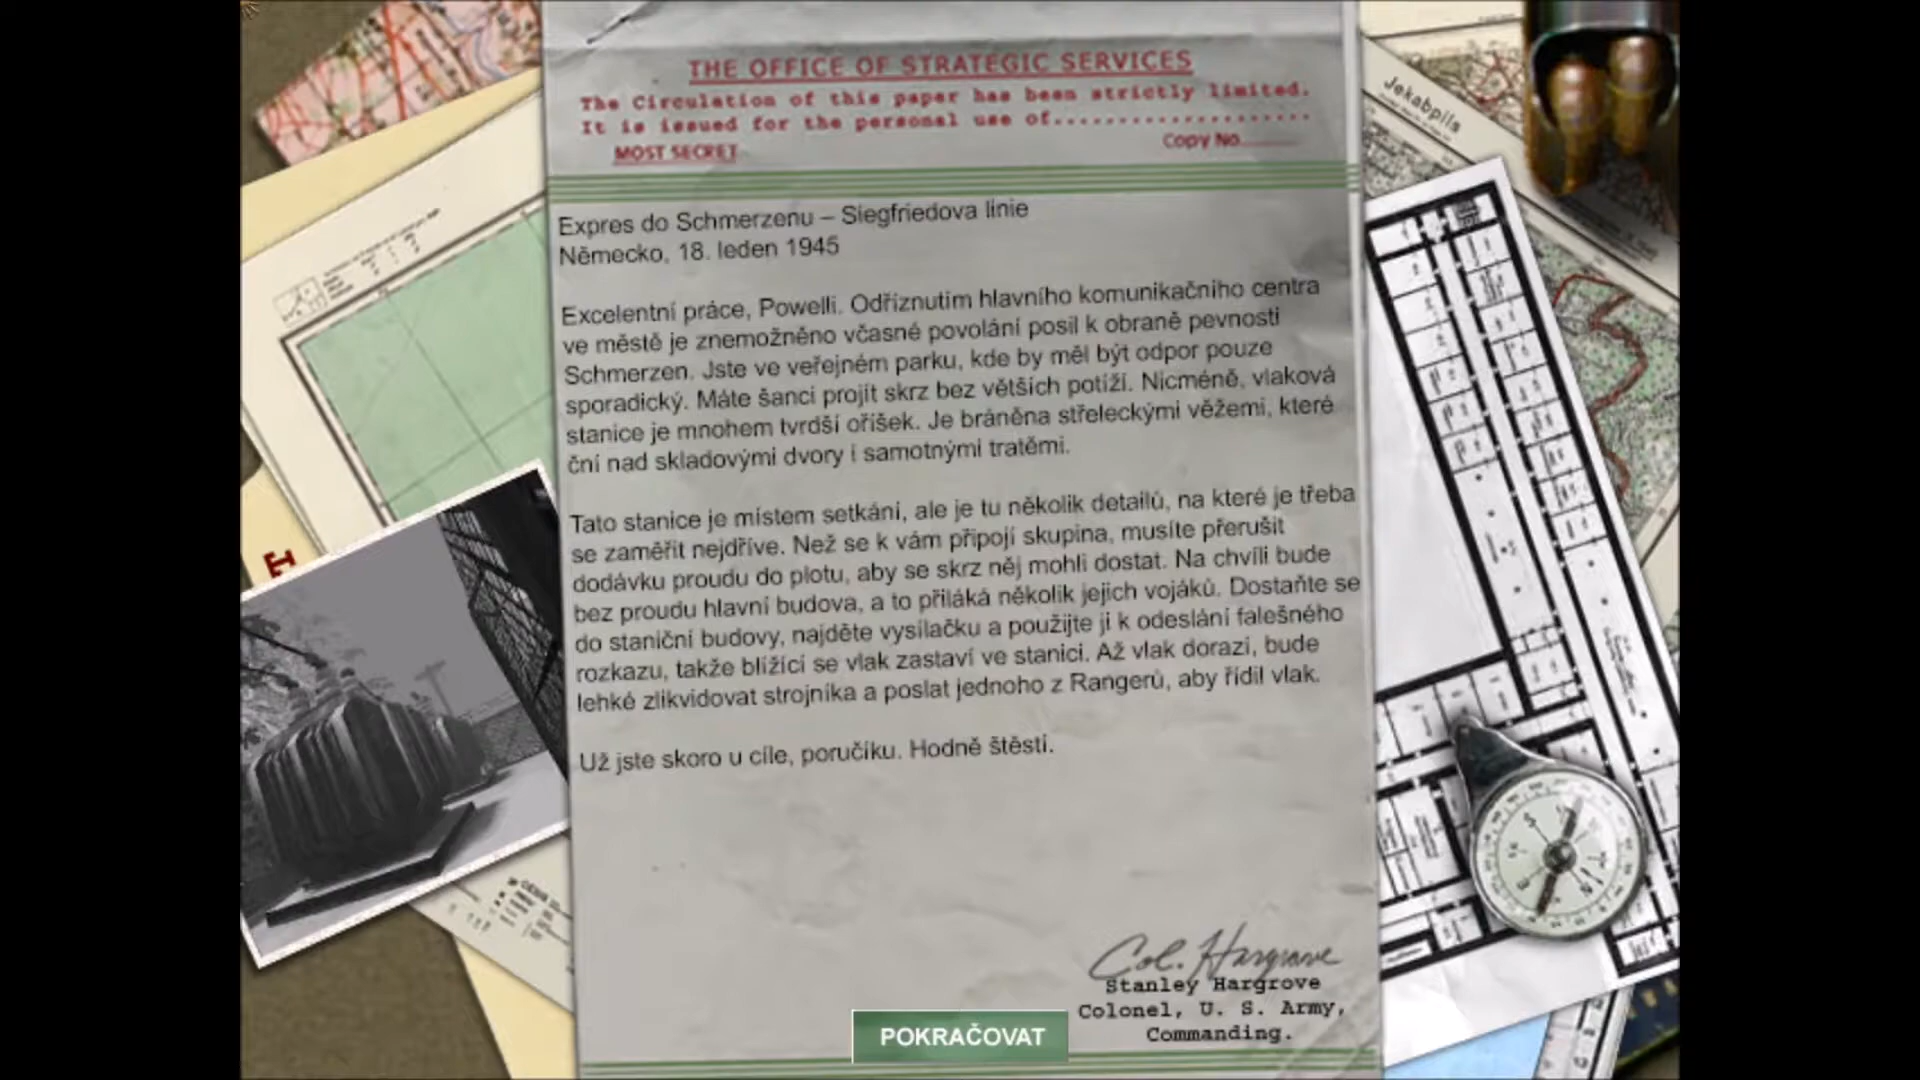 THE OFFICE OF STRATEGIC SERVICES
The Circulation of this paper has been strictly limited.
It is issued for the personal use of....................
MOST SECRET
Copy No.
Jekabpils
Expres do Schmerzenu – Siegfriedova linie
Německo, 18. leden 1945
Excelentní práce, Powelli. Odříznutím hlavního komunikačního centra
ve městě je znemožněno včasné povolání posil k obraně pevnosti
Schmerzen. Jste ve veřejném parku, kde by měl být odpor pouze
sporadický. Máte šanci projít skrz bez větších potíží. Nicméně, vlaková
stanice je mnohem tvrdší oříšek. Je bráněna střeleckými věžemi, které
ční nad skladovými dvory i samotnými tratěmi.
Tato stanice je místem setkání, ale je tu několik detailů, na které je třeba
se zaměřit nejdříve. Než se k vám připojí skupina, musíte přerušit
dodávku proudu do plotu, aby se skrz něj mohli dostat. Na chvíli bude
bez proudu hlavní budova, a to přiláká několik jejich vojáků. Dostaňte se
do staniční budovy, najděte vysílačku a použijte ji k odeslání falešného
rozkazu, takže blížící se vlak zastaví ve stanici. Až vlak dorazí, bude
lehké zlikvidovat strojníka a poslat jednoho z Rangerů, aby řídil vlak.
Už jste skoro u cíle, poručíku. Hodně štěstí.
Col. Hargrove
Stanley Hargrove
Colonel, U. S. Army,
Commanding.
POKRAČOVAT